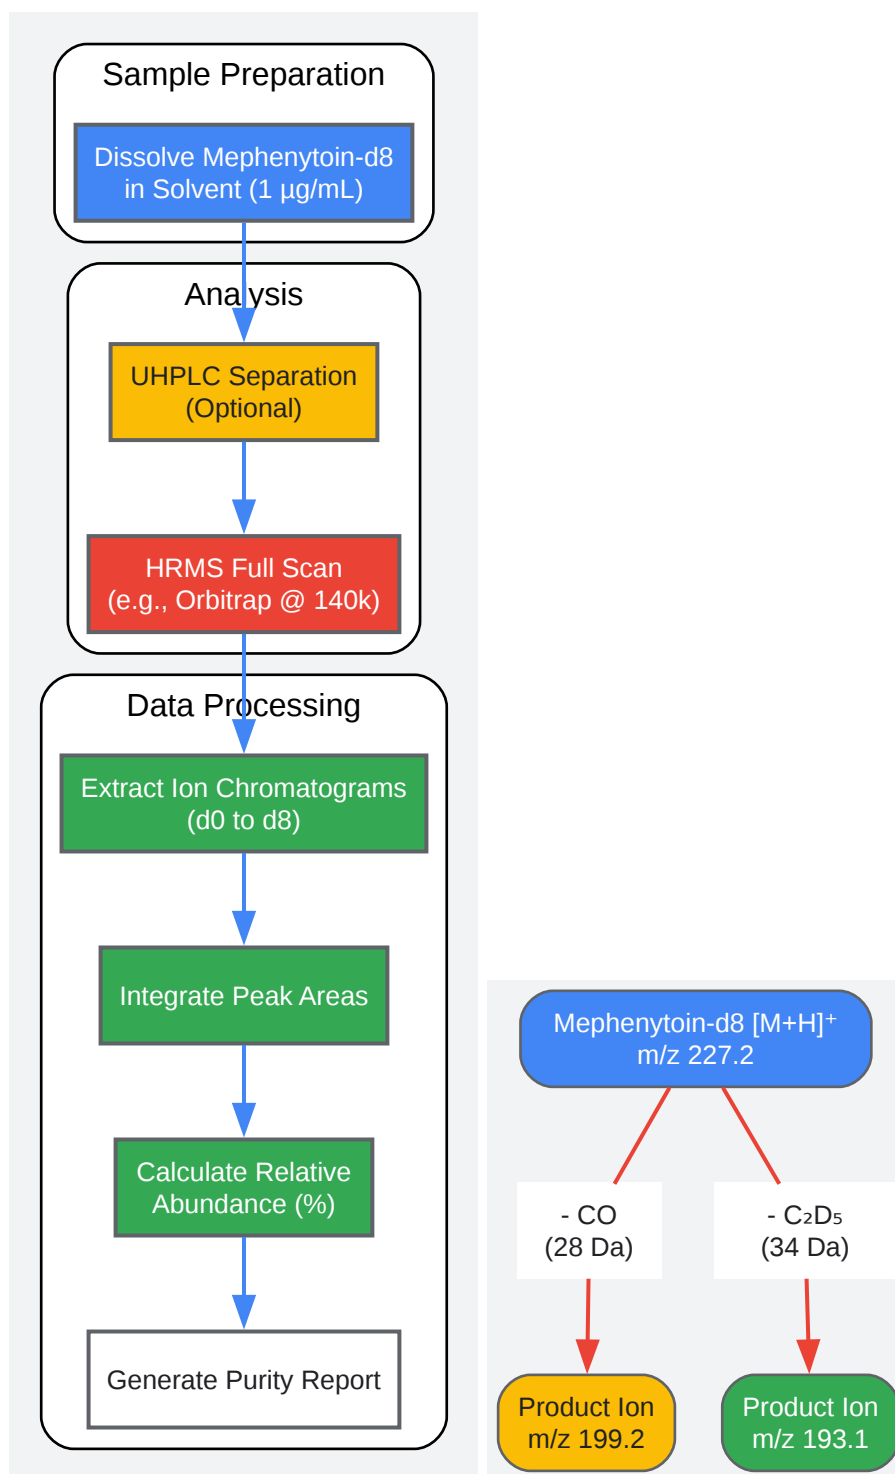 Sample Preparation
Dissolve Mephenytoin-d8
in Solvent (1 µg/mL)
Analysis
UHPLC Separation
(Optional)
HRMS Full Scan
(e.g., Orbitrap @ 140k)
Data Processing
Extract Ion Chromatograms
(d0 to d8)
Integrate Peak Areas
Calculate Relative
Abundance (%)
Generate Purity Report
Mephenytoin-d8 [M+H]⁺
m/z 227.2
- CO
(28 Da)
- C₂D₅
(34 Da)
Product Ion
m/z 199.2
Product Ion
m/z 193.1